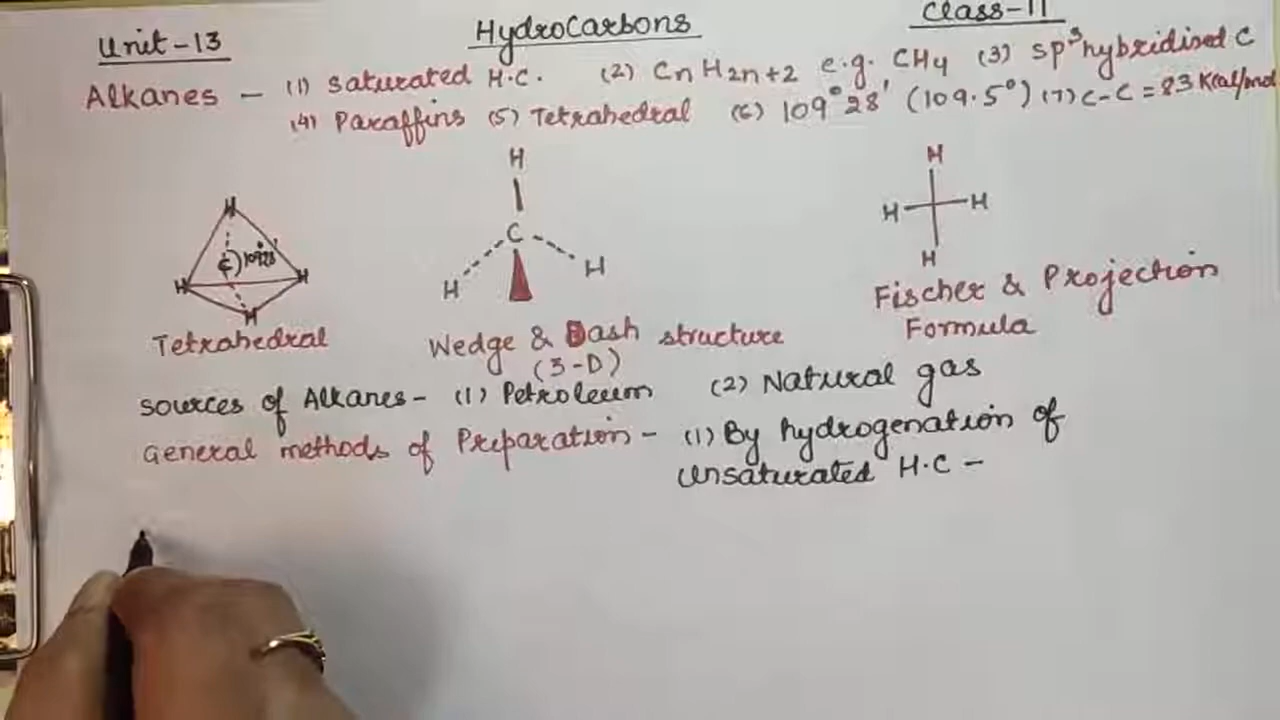 Unit-13 Hydrocarbons Class-11
Alkanes - (1) Saturated H.C. (2) CnH2n+2 e.g. CH4 (3) sp3 hybridised C
(4) Paraffins (5) Tetrahedral (6) 109°28' (109.5°) (7) C-C = 83 Kcal/mol
H
C
H
H
H
H
H
H
H
C 109°28'
H
H
H
Tetrahedral
Wedge & Dash structure
(3-D)
Fischer & Projection
Formula
Sources of Alkanes - (1) Petroleum (2) Natural gas
General methods of Preparation - (1) By hydrogenation of
Unsaturated H.C -